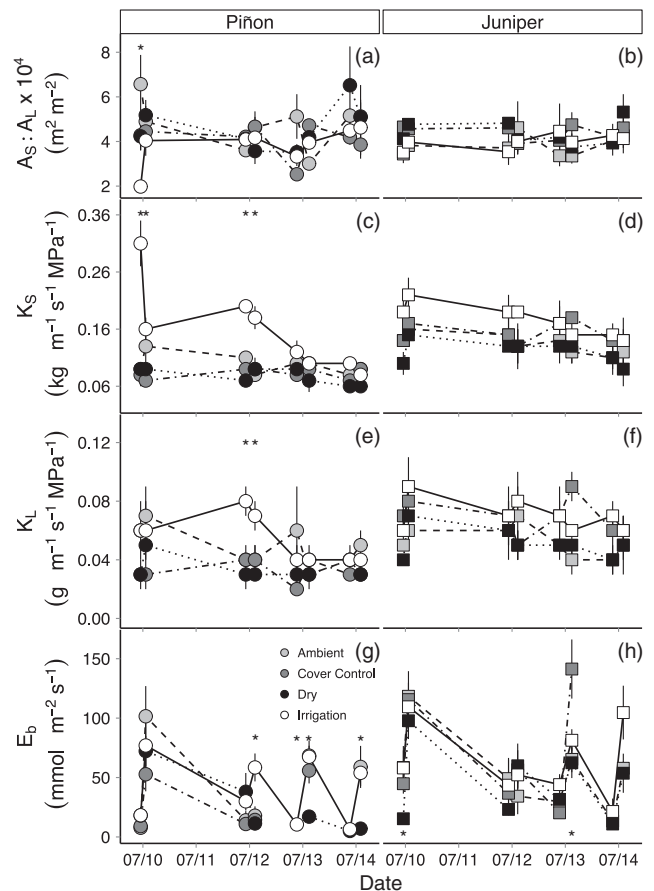 Piñon Juniper
(a) (b)
*
8
6
4
2
A_S : A_L x 10⁴
(m² m⁻²)
(c) (d)
** **
0.36
0.26
0.16
0.06
K_S
(kg m⁻¹ s⁻¹ MPa⁻¹)
(e) (f)
* *
0.12
0.08
0.04
0.00
K_L
(g m⁻¹ s⁻¹ MPa⁻¹)
(g) (h)
Ambient
Cover Control
Dry
Irrigation
* ** *
* *
150
100
50
0
E_b
(mmol m⁻² s⁻¹)
07/10 07/11 07/12 07/13 07/14 07/10 07/11 07/12 07/13 07/14
Date